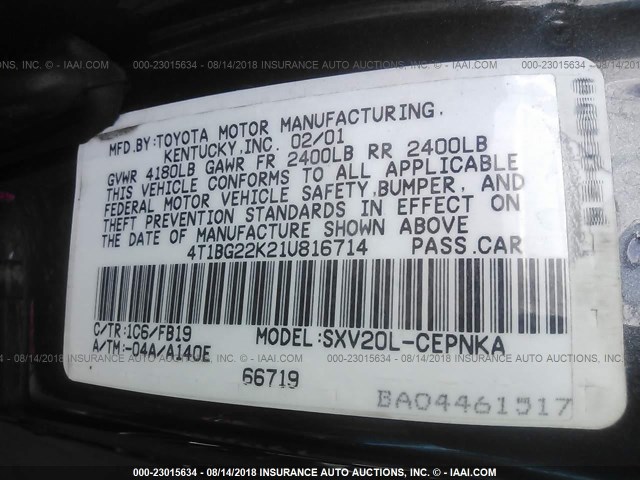 INC. © - IAAI.COM 000-23015634 - 08/14/2018 INSURANCE AUTO AUCTIONS, INC. © - IAAI.COM 000-23015634 - 08/14/2018
MFD.BY:TOYOTA MOTOR MANUFACTURING,
KENTUCKY,INC. 02/01
GVWR 4180LB GAWR FR 2400LB RR 2400LB
THIS VEHICLE CONFORMS TO ALL APPLICABLE
FEDERAL MOTOR VEHICLE SAFETY,BUMPER, AND
THEFT PREVENTION STANDARDS IN EFFECT ON
THE DATE OF MANUFACTURE SHOWN ABOVE
4T1BG22K21U816714 PASS.CAR
C/TR:1C6/FB19 MODEL:SXV20L-CEPNKA
A/TM:-04A/A140E
66719
BA04461517
000-23015634 - 08/14/2018 INSURANCE AUTO AUCTIONS, INC. © - IAAI.COM